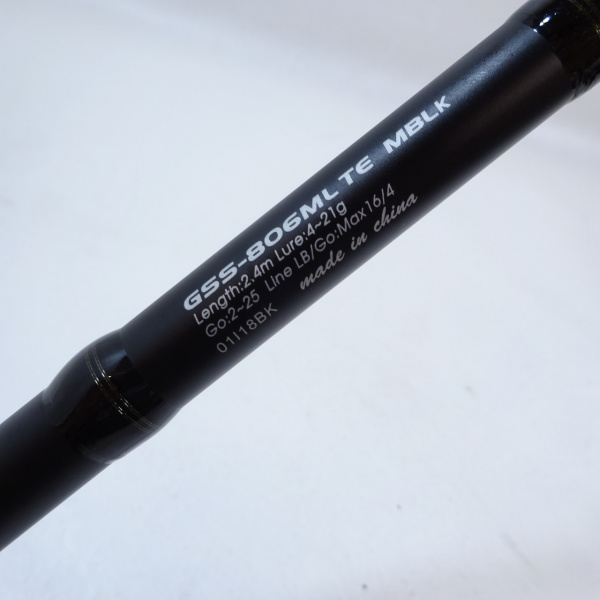 GSS-806ML TE MBLK
Length:2.4m Lure:4~21g
Go:2~25 Line LB/Go:Max16/4
01I18BK made in china